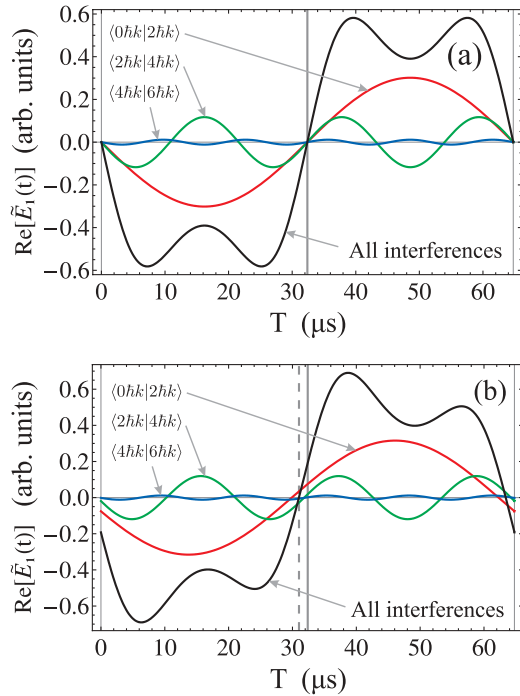 0.6
0.4
0.2
0.0
−0.2
−0.4
−0.6
Re[Ẽ₁(t)] (arb. units)
(a)
⟨0ℏk|2ℏk⟩
⟨2ℏk|4ℏk⟩
⟨4ℏk|6ℏk⟩
All interferences
0 10 20 30 40 50 60
T (μs)
0.6
0.4
0.2
0.0
−0.2
−0.4
−0.6
Re[Ẽ₁(t)] (arb. units)
(b)
⟨0ℏk|2ℏk⟩
⟨2ℏk|4ℏk⟩
⟨4ℏk|6ℏk⟩
All interferences
0 10 20 30 40 50 60
T (μs)